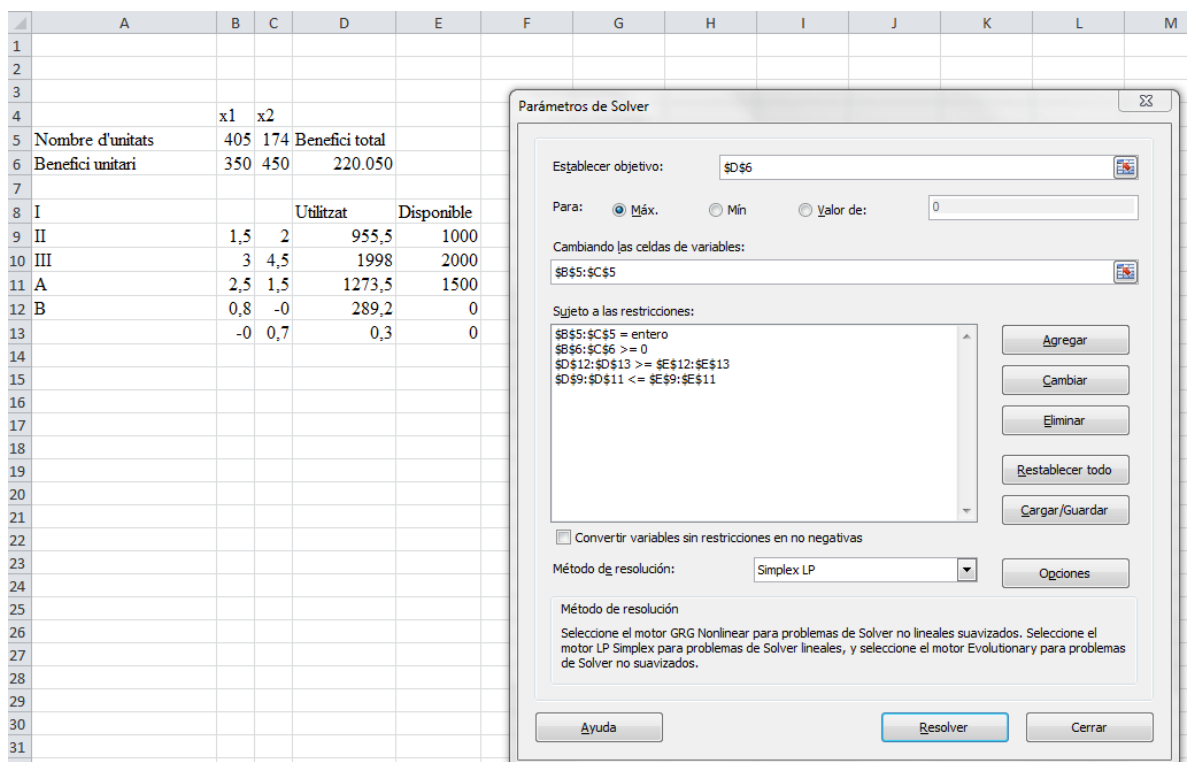 A B C D E F G H I J K L M
1
2
3
4 x1 x2
5 Nombre d'unitats 405 174 Benefici total
6 Benefici unitari 350 450 220.050
7
8 I Utilitzat Disponible
9 II 1,5 2 955,5 1000
10 III 3 4,5 1998 2000
11 A 2,5 1,5 1273,5 1500
12 B 0,8 -0 289,2 0
13 -0 0,7 0,3 0
14
15
16
17
18
19
20
21
22
23
24
25
26
27
28
29
30
31
Parámetros de Solver
Establecer objetivo: $D$6
Para: Máx. Mín Valor de: 0
Cambiando las celdas de variables:
$B$5:$C$5
Sujeto a las restricciones:
$B$5:$C$5 = entero
$B$6:$C$6 >= 0
$D$12:$D$13 >= $E$12:$E$13
$D$9:$D$11 <= $E$9:$E$11
Agregar
Cambiar
Eliminar
Restablecer todo
Cargar/Guardar
Convertir variables sin restricciones en no negativas
Método de resolución: Simplex LP Opciones
Método de resolución
Seleccione el motor GRG Nonlinear para problemas de Solver no lineales suavizados. Seleccione el
motor LP Simplex para problemas de Solver lineales, y seleccione el motor Evolutionary para problemas
de Solver no suavizados.
Ayuda Resolver Cerrar